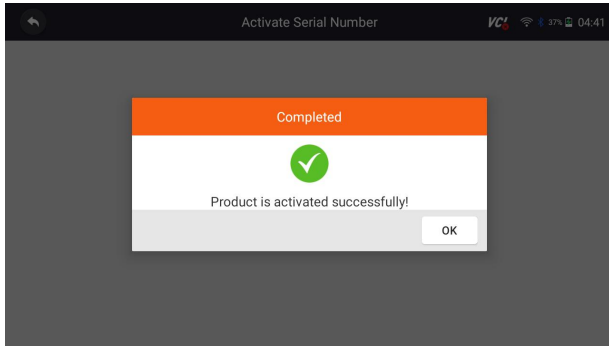 Activate Serial Number
VCI 37% 04:41
Completed
Product is activated successfully!
OK